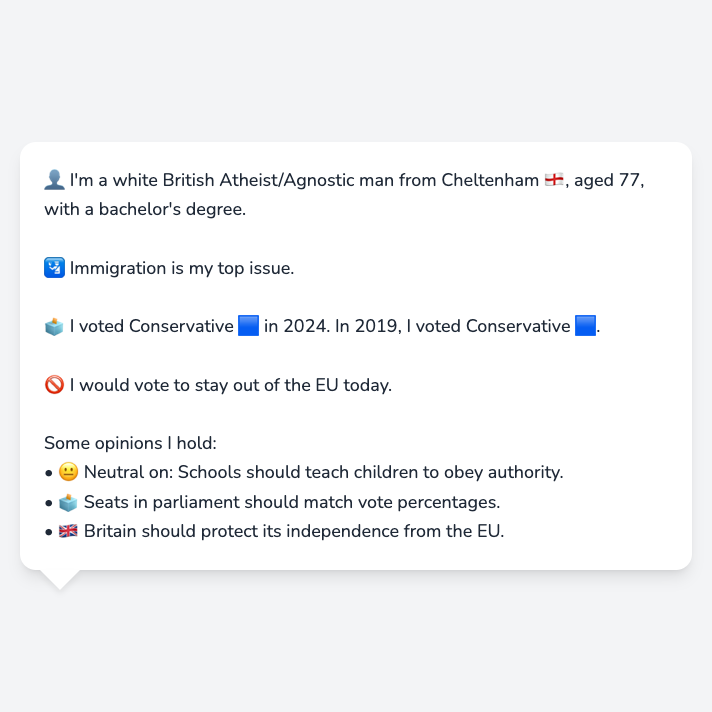 👤 I'm a white British Atheist/Agnostic man from Cheltenham 🏴󠁧󠁢󠁥󠁮󠁧󠁿, aged 77,
with a bachelor's degree.
🛂 Immigration is my top issue.
🗳️ I voted Conservative 🟦 in 2024. In 2019, I voted Conservative 🟦.
🚫 I would vote to stay out of the EU today.
Some opinions I hold:
• 😐 Neutral on: Schools should teach children to obey authority.
• 🗳️ Seats in parliament should match vote percentages.
• 🇬🇧 Britain should protect its independence from the EU.